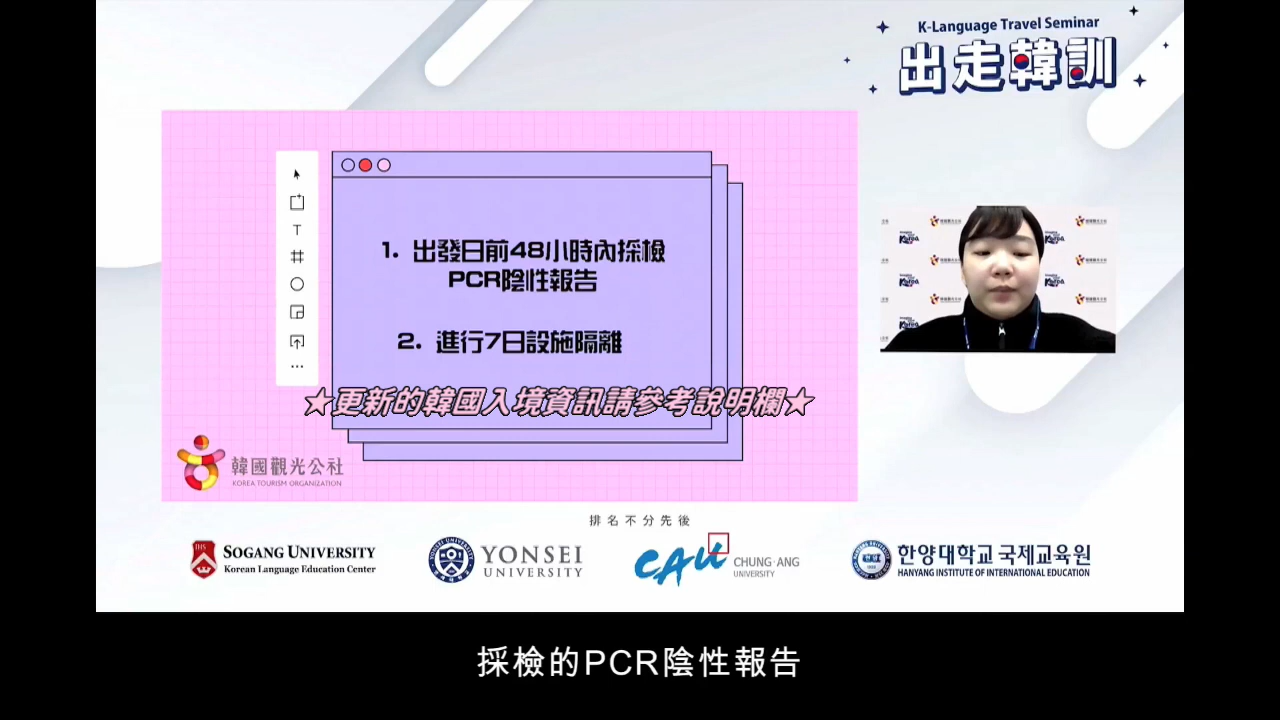 K-Language Travel Seminar
出走韓訓
1. 出發日前48小時內採檢
PCR陰性報告
2. 進行7日設施隔離
★更新的韓國入境資訊請參考說明欄★
韓國觀光公社
KOREA TOURISM ORGANIZATION
排名不分先後
IHS
SOGANG UNIVERSITY
Korean Language Education Center
YONSEI
UNIVERSITY
CAU
CHUNG-ANG
UNIVERSITY
한양대학교 국제교육원
HANYANG INSTITUTE OF INTERNATIONAL EDUCATION
採檢的PCR陰性報告